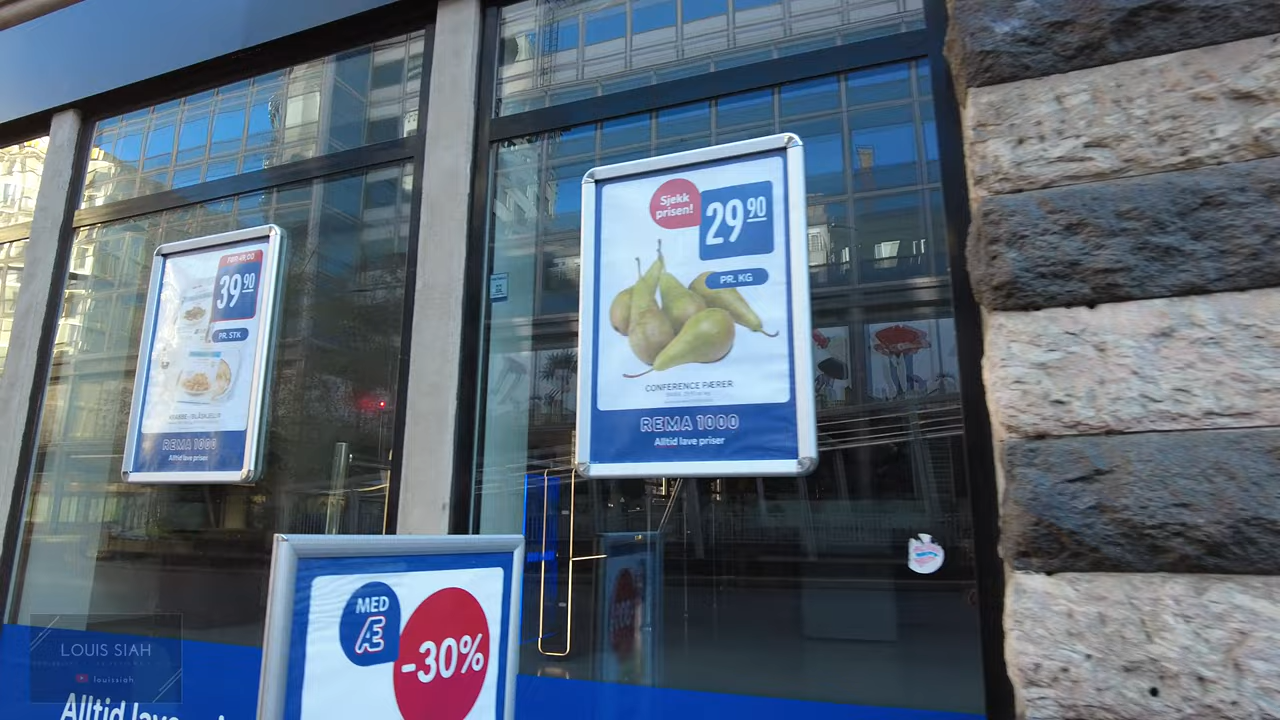 39 90
PR. STK
REMA 1000
Alltid lave priser
Sjekk
prisen!
29 90
PR. KG
CONFERENCE PÆRER
REMA 1000
Alltid lave priser
MED
Æ
-30%
LOUIS SIAH
louissiah
Alltid lave